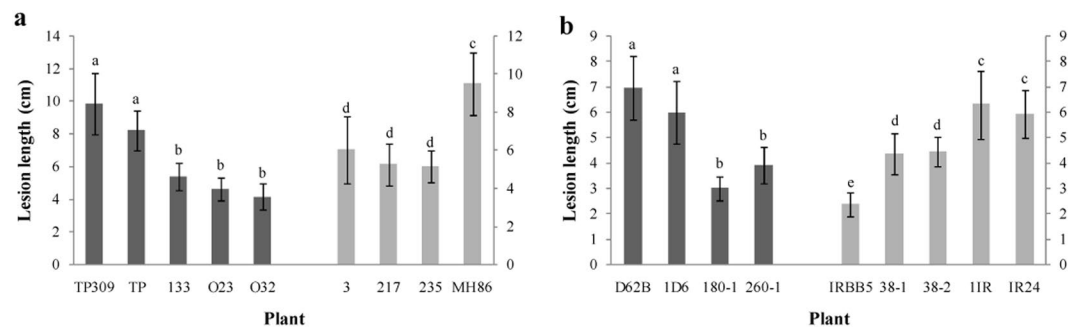 a
14
12
10
8
6
4
2
0
Lesion length (cm)
a
a
b
b
b
d
d
d
c
12
10
8
6
4
2
0
TP309 TP 133 O23 O32 3 217 235 MH86
Plant
b
9
8
7
6
5
4
3
2
1
0
Lesion length (cm)
a
a
b
b
e
d
d
c
c
9
8
7
6
5
4
3
2
1
0
D62B 1D6 180-1 260-1 IRBB5 38-1 38-2 1IR IR24
Plant